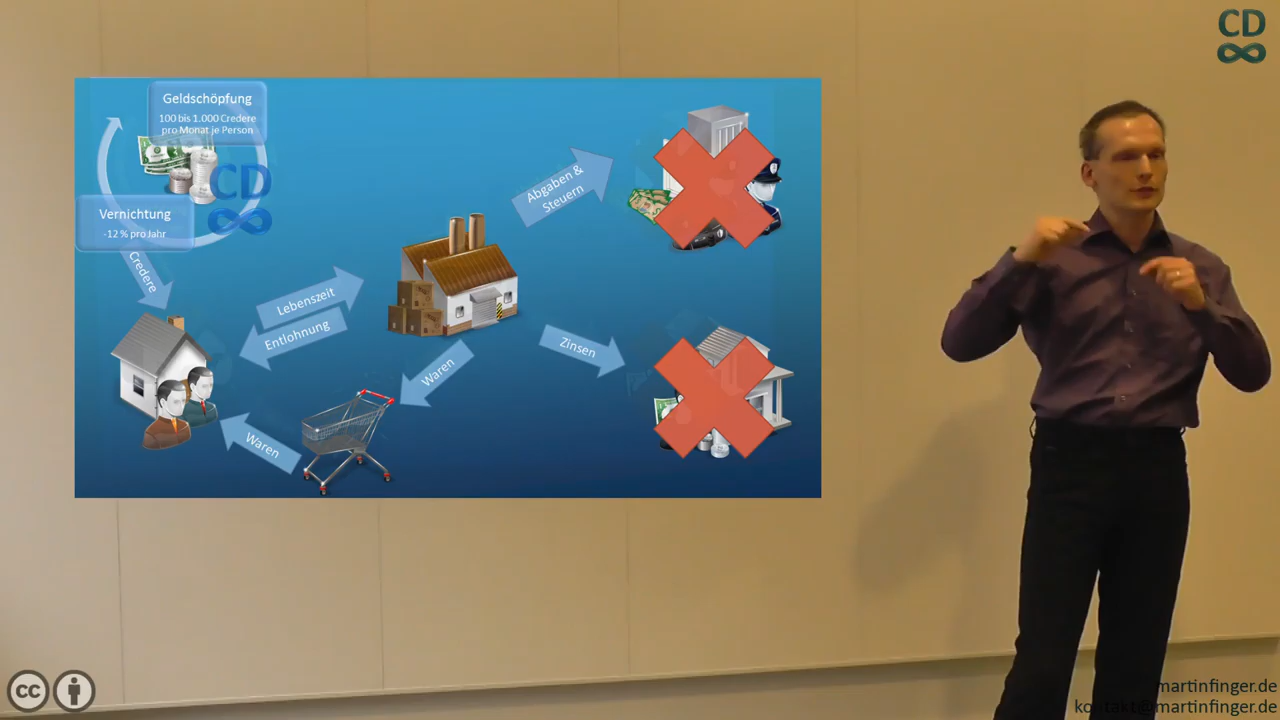 CD
Geldschöpfung
100 bis 1.000 Credere
pro Monat je Person
CD
Vernichtung
-12 % pro Jahr
Credere
Abgaben &
Steuern
Lebenszeit
Entlohnung
Zinsen
Waren
Waren
cc
martinfinger.de
kontakt@martinfinger.de